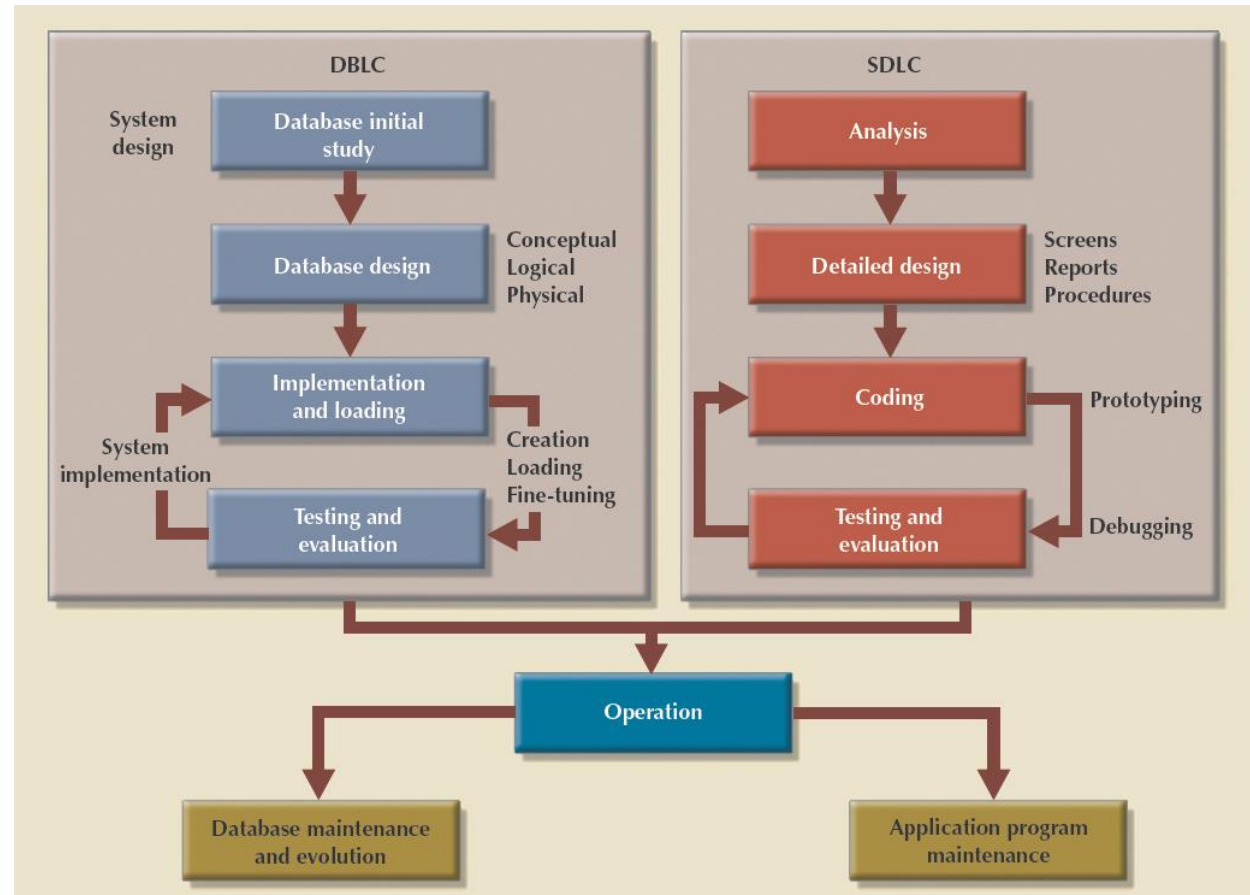 DBLC
System
design
Database initial
study
Database design
Conceptual
Logical
Physical
Implementation
and loading
System
implementation
Creation
Loading
Fine-tuning
Testing and
evaluation
SDLC
Analysis
Detailed design
Screens
Reports
Procedures
Coding
Prototyping
Testing and
evaluation
Debugging
Operation
Database maintenance
and evolution
Application program
maintenance